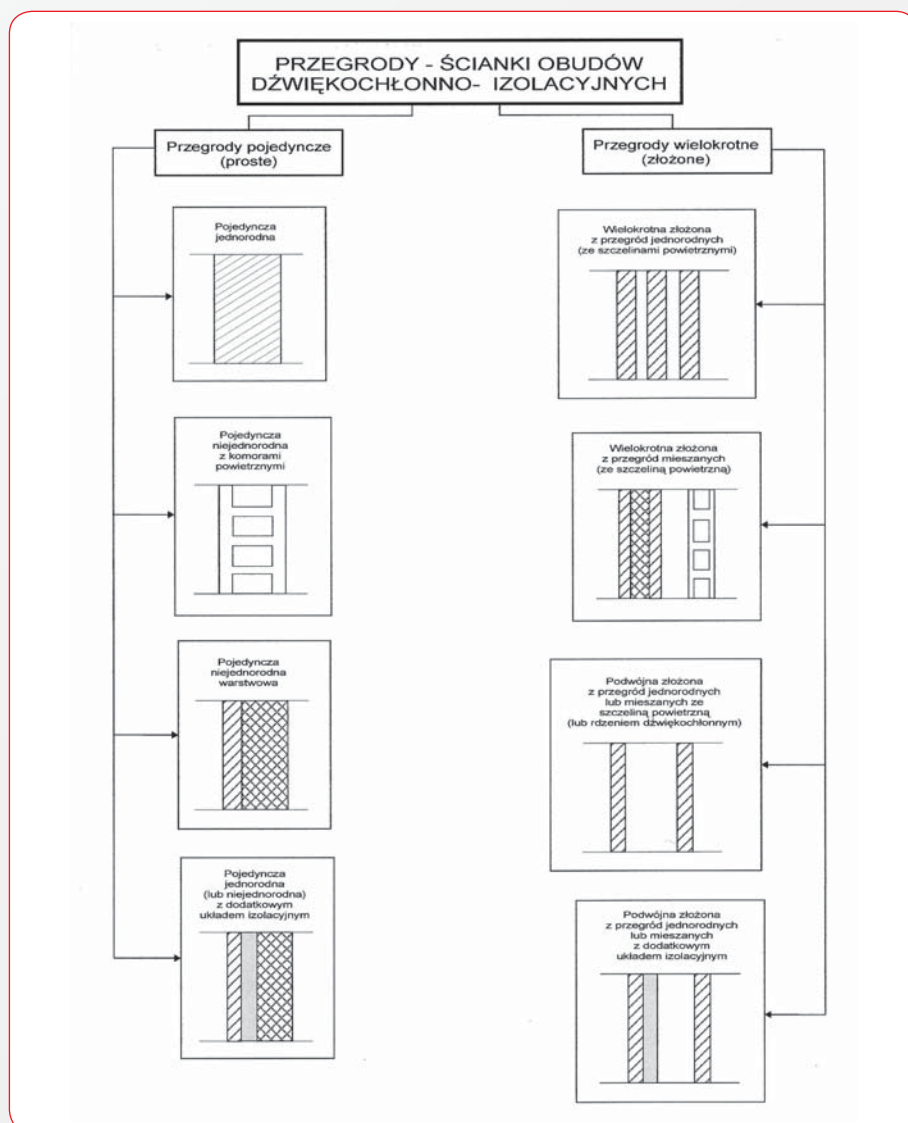 PRZEGRODY - ŚCIANKI OBUDÓW
DŹWIĘKOCHŁONNO- IZOLACYJNYCH
Przegrody pojedyncze
(proste)
Przegrody wielokrotne
(złożone)
Pojedyncza
jednorodna
Pojedyncza
niejednorodna
z komorami
powietrznymi
Pojedyncza
niejednorodna
warstwowa
Pojedyncza
jednorodna
(lub niejednorodna)
z dodatkowym
układem izolacyjnym
Wielokrotna złożona
z przegród jednorodnych
(ze szczelinami powietrznymi)
Wielokrotna złożona
z przegród mieszanych
(ze szczeliną powietrzną)
Podwójna złożona
z przegród jednorodnych
lub mieszanych ze
szczeliną powietrzną
(lub rdzeniem dźwiękochłonnym)
Podwójna złożona
z przegród jednorodnych
lub mieszanych
z dodatkowym
układem izolacyjnym